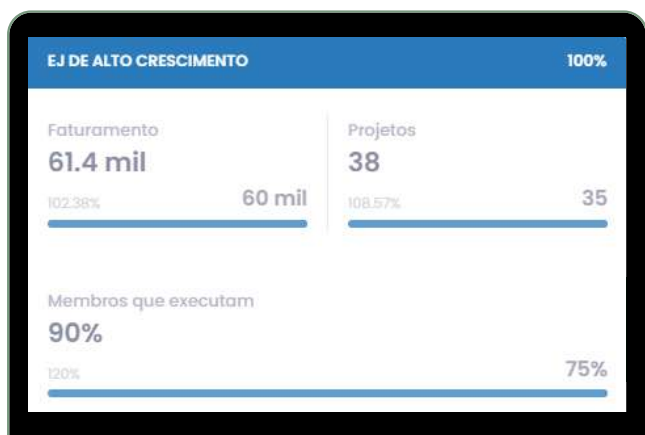 EJ DE ALTO CRESCIMENTO 100%
Faturamento
61.4 mil
102.38% 60 mil
Projetos
38
108.57% 35
Membros que executam
90%
120% 75%